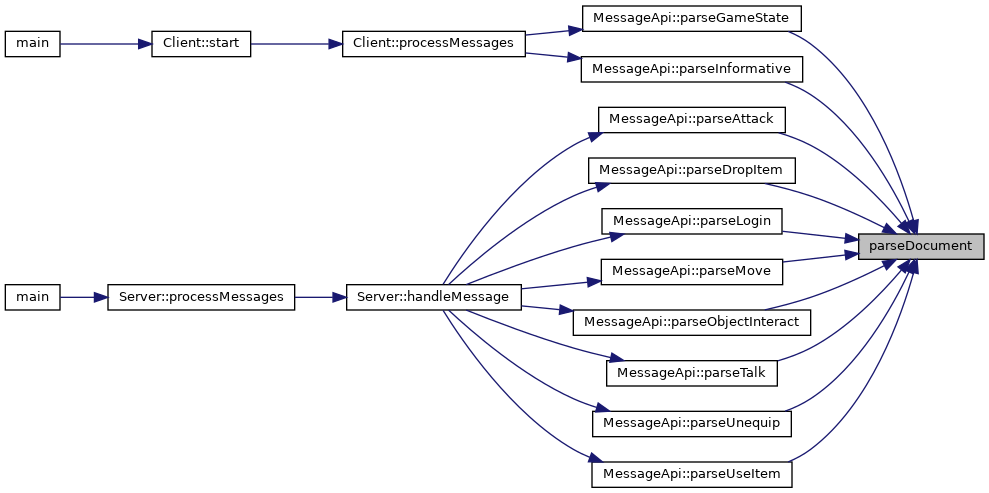 main
Client::start
Client::processMessages
MessageApi::parseGameState
MessageApi::parseInformative
MessageApi::parseAttack
MessageApi::parseDropItem
MessageApi::parseLogin
parseDocument
MessageApi::parseMove
main
Server::processMessages
Server::handleMessage
MessageApi::parseObjectInteract
MessageApi::parseTalk
MessageApi::parseUnequip
MessageApi::parseUseItem